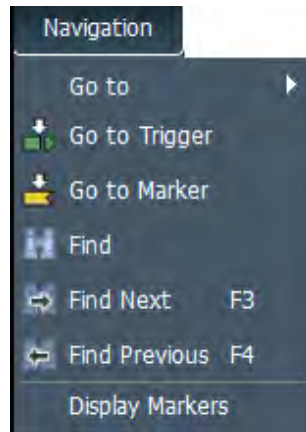 Navigation
Go to
Go to Trigger
Go to Marker
Find
Find Next F3
Find Previous F4
Display Markers